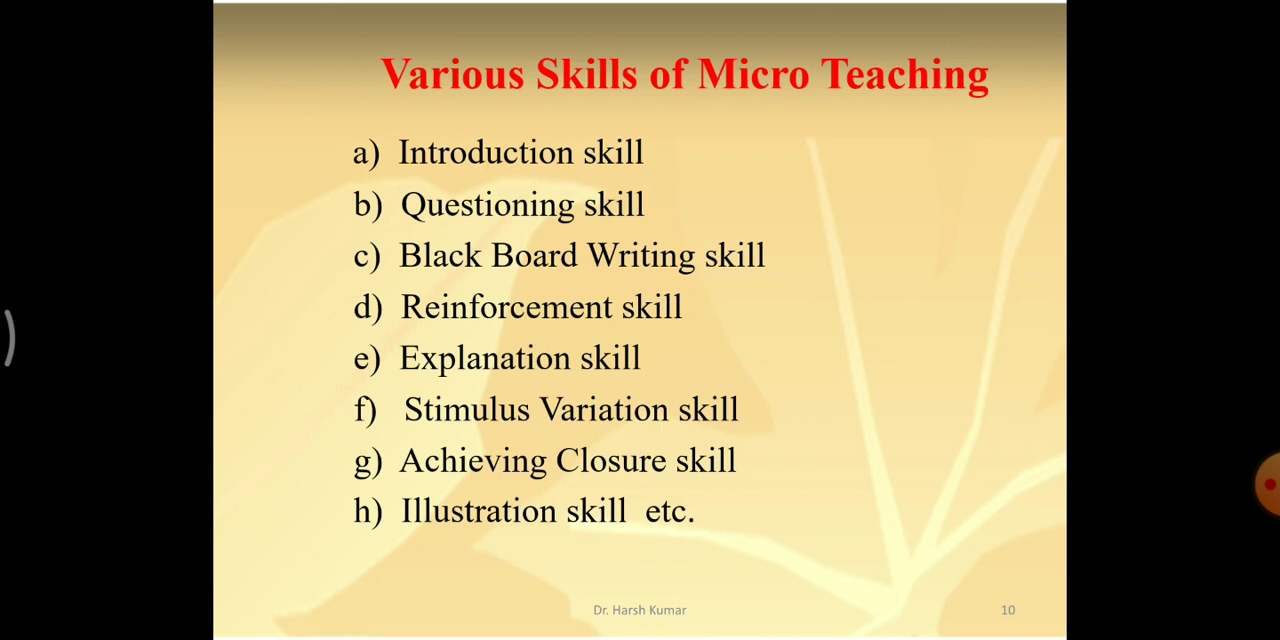 Various Skills of Micro Teaching
a) Introduction skill
b) Questioning skill
c) Black Board Writing skill
d) Reinforcement skill
e) Explanation skill
f) Stimulus Variation skill
g) Achieving Closure skill
h) Illustration skill etc.
Dr. Harsh Kumar
10